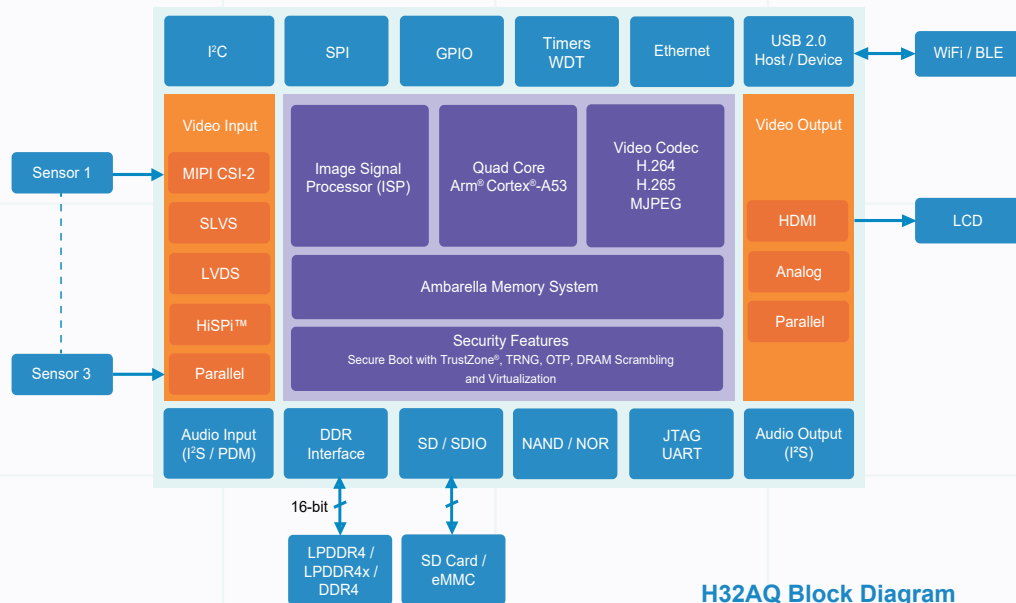 I²C
SPI
GPIO
Timers
WDT
Ethernet
USB 2.0
Host / Device
WiFi / BLE
Video Input
MIPI CSI-2
SLVS
LVDS
HiSPi™
Parallel
Sensor 1
Sensor 3
Image Signal
Processor (ISP)
Quad Core
Arm® Cortex®-A53
Video Codec
H.264
H.265
MJPEG
Ambarella Memory System
Security Features
Secure Boot with TrustZone®, TRNG, OTP, DRAM Scrambling
and Virtualization
Video Output
HDMI
Analog
Parallel
LCD
Audio Input
(I²S / PDM)
DDR
Interface
SD / SDIO
NAND / NOR
JTAG
UART
Audio Output
(I²S)
16-bit
LPDDR4 /
LPDDR4x /
DDR4
SD Card /
eMMC
H32AQ Block Diagram